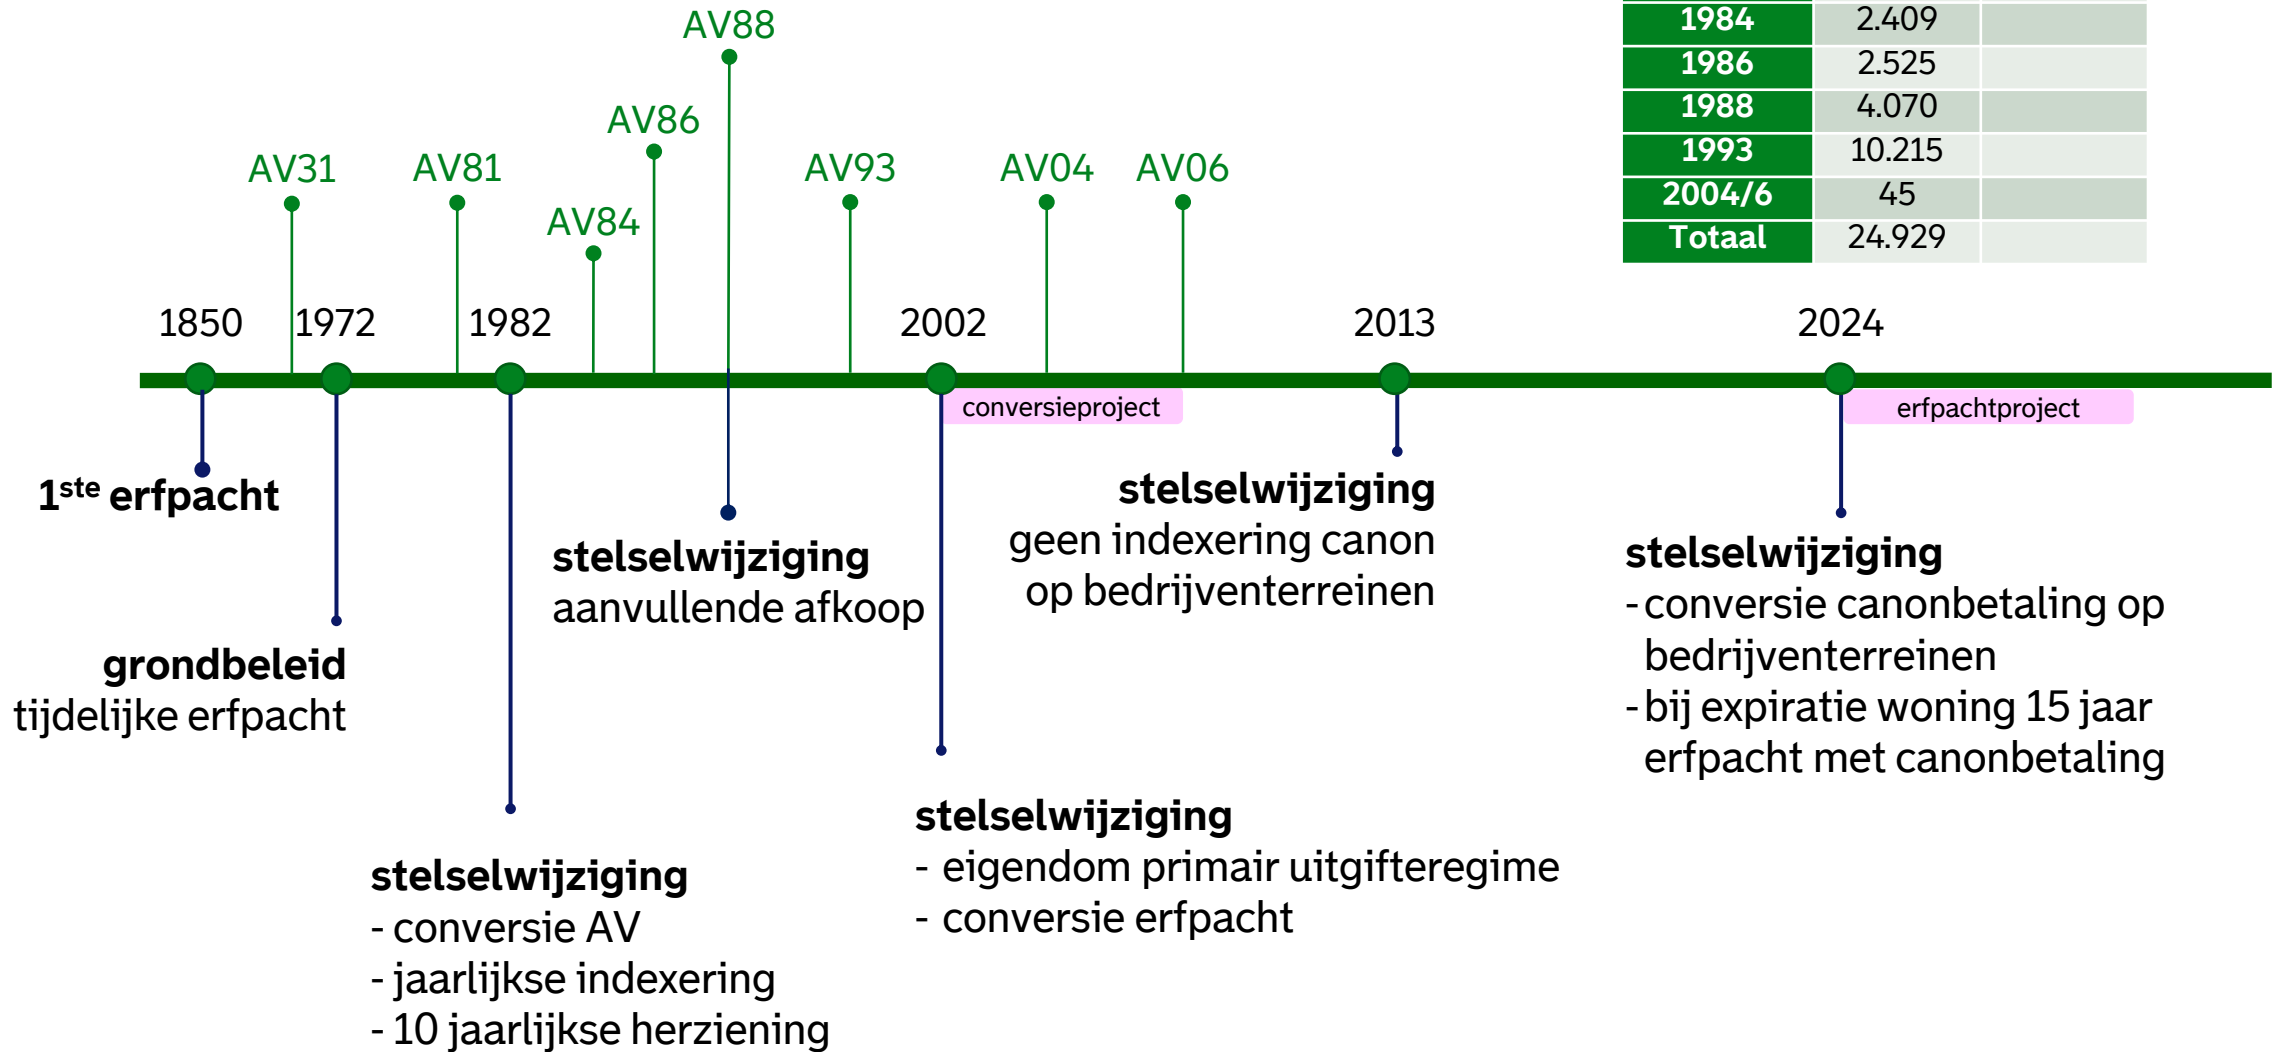 AV88
AV86
AV31
AV81
AV84
AV93
AV04
AV06
1984 2.409
1986 2.525
1988 4.070
1993 10.215
2004/6 45
Totaal 24.929
1850
1972
1982
2002
2013
2024
conversieproject
erfpachtproject
1ste erfpacht
grondbeleid
tijdelijke erfpacht
stelselwijziging
- conversie AV
- jaarlijkse indexering
- 10 jaarlijkse herziening
stelselwijziging
aanvullende afkoop
stelselwijziging
- eigendom primair uitgifteregime
- conversie erfpacht
stelselwijziging
geen indexering canon
op bedrijventerreinen
stelselwijziging
- conversie canonbetaling op
bedrijventerreinen
- bij expiratie woning 15 jaar
erfpacht met canonbetaling